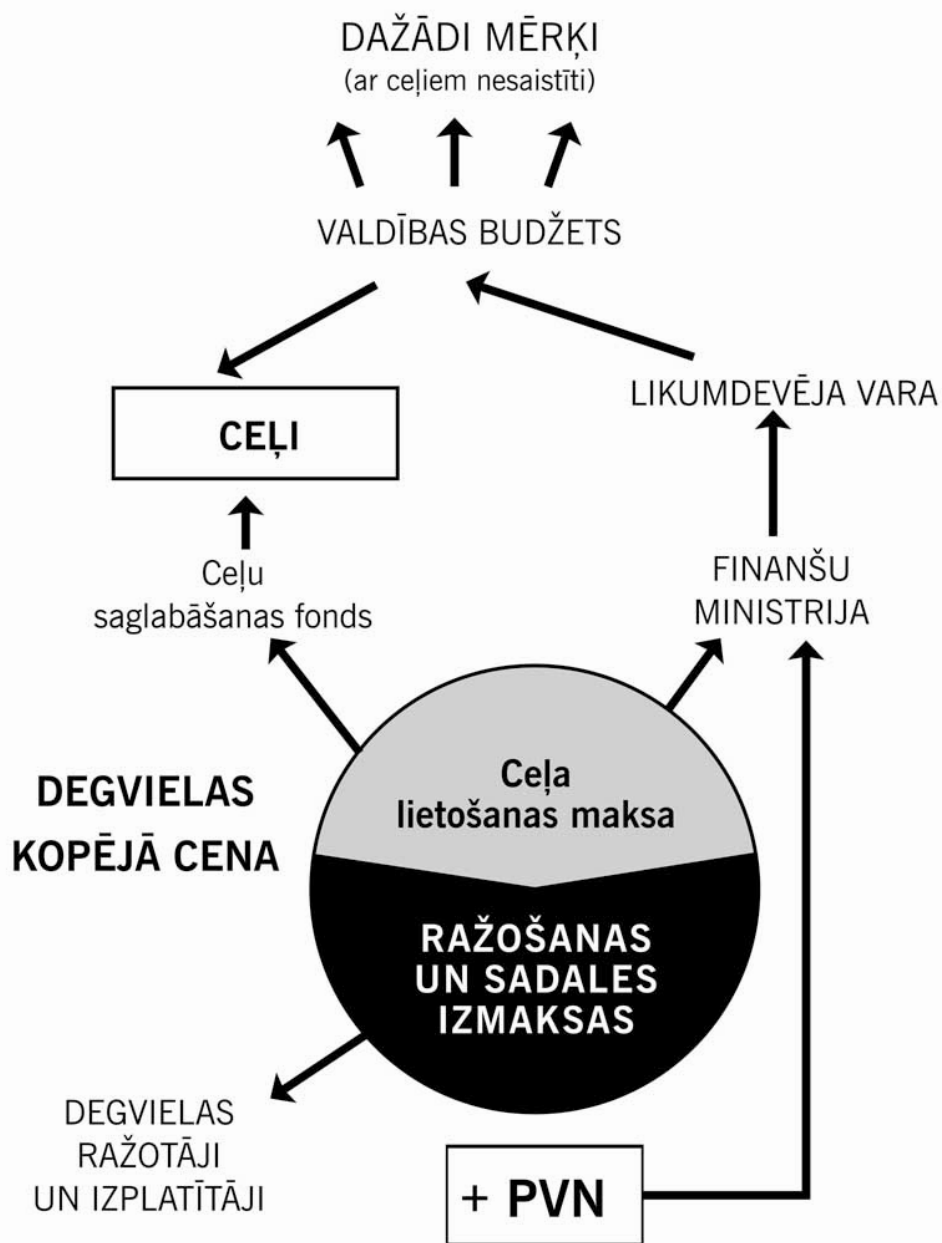 DAŽĀDI MĒRĶI
(ar ceļiem nesaistīti)
VALDĪBAS BUDŽETS
LIKUMDEVĒJA VARA
CEĻI
Ceļu
saglabāšanas fonds
FINANŠU
MINISTRIJA
DEGVIELAS
KOPĒJĀ CENA
Ceļa
lietošanas maksa
RAŽOŠANAS
UN SADALES
IZMAKSAS
DEGVIELAS
RAŽOTĀJI
UN IZPLATĪTĀJI
+ PVN